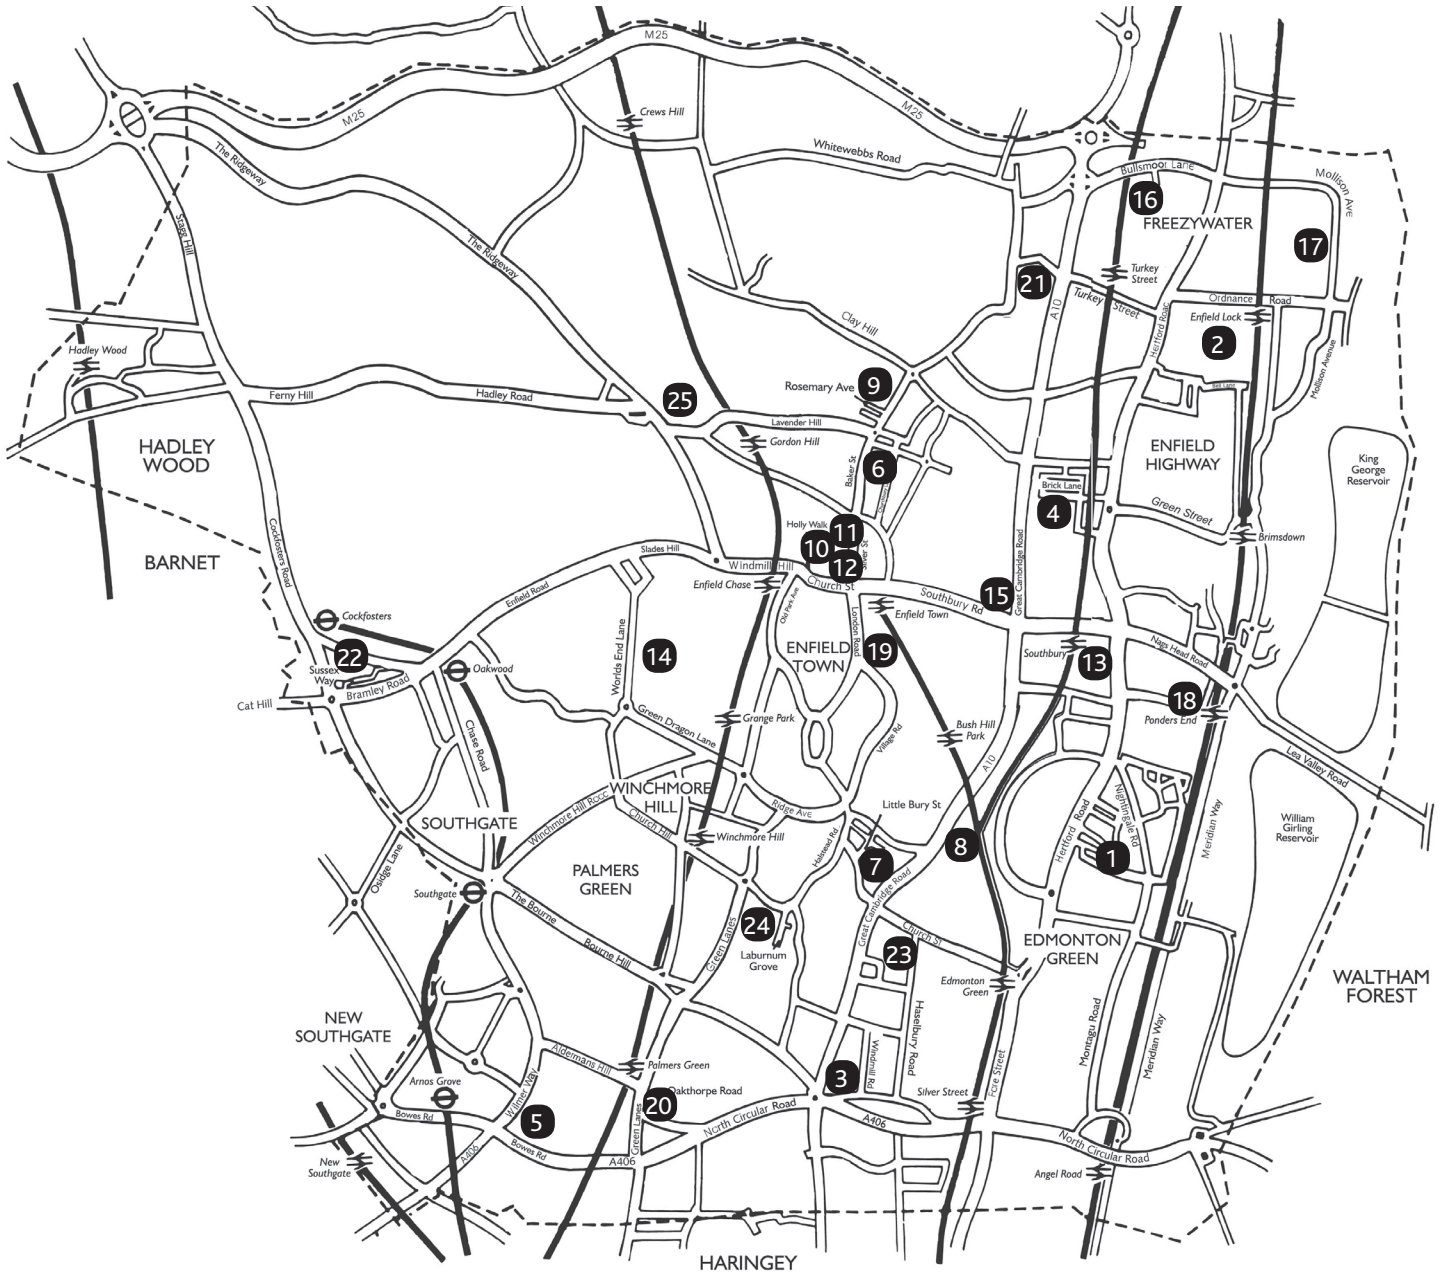 M25
Crews Hill
M25
M25
Whitewebbs Road
The Ridgeway
Bullsmoor Lane
Mollison Ave
16
FREEZYWATER
Stagg Hill
The Ridgeway
17
21
Turkey
Street
Turkey Street
A10
Ordnance Road
Enfield Lock
Hertford Road
2
Clay Hill
Hadley Wood
Mollison Avenue
Rosemary Ave
9
Bell Lane
Ferny Hill
Hadley Road
25
Lavender Hill
Gordon Hill
HADLEY
WOOD
ENFIELD
HIGHWAY
King
George
Reservoir
Baker St
6
Brick Lane
4
Green Street
Holly Walk
11
10
12
Silver St
Brimsdown
Cockfosters Road
BARNET
Slades Hill
Windmill Hill
Enfield Chase
Church St
Great Cambridge Road
15
Southbury Rd
Enfield Road
Old Park Ave
London Road
Enfield Town
Cockfosters
Worlds End Lane
14
ENFIELD
TOWN
19
Southbury
13
Nags Head Road
22
Sussex
Way
Oakwood
Bramley Road
Cat Hill
18
Ponders End
Green Dragon Lane
Grange Park
Village Rd
Bush Hill
Park
Chase Road
A10
Lea Valley Road
WINCHMORE
HILL
Winchmore Hill Road
Ridge Ave
Little Bury St
Nightingale Rd
Hertford Road
Meridian Way
William
Girling
Reservoir
SOUTHGATE
Church Hill
Winchmore Hill
Halstead Rd
8
1
7
Osidge Lane
PALMERS
GREEN
Southgate
The Bourne
Great Cambridge Road
24
Laburnum
Grove
Green Lanes
Church St
23
EDMONTON
GREEN
Bourne Hill
Edmonton
Green
WALTHAM
FOREST
NEW
SOUTHGATE
Haselbury Road
Montagu Road
Meridian Way
Aldermans Hill
Palmers Green
Windmill Rd
Fore Street
Arnos Grove
3
Oakthorpe Road
Silver Street
Wilmer Way
20
Bowes Rd
5
North Circular Road
A406
Green Lanes
North Circular Road
Bowes Rd
A406
A406
New
Southgate
Angel Road
HARINGEY